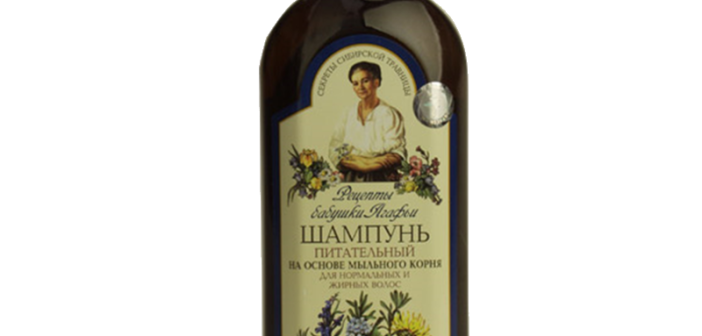 СЕКРЕТЫ СИБИРСКОЙ ТРАВНИЦЫ
Рецепты
бабушки Агафьи
ШАМПУНЬ
ПИТАТЕЛЬНЫЙ
НА ОСНОВЕ МЫЛЬНОГО КОРНЯ
ДЛЯ НОРМАЛЬНЫХ И
ЖИРНЫХ ВОЛОС